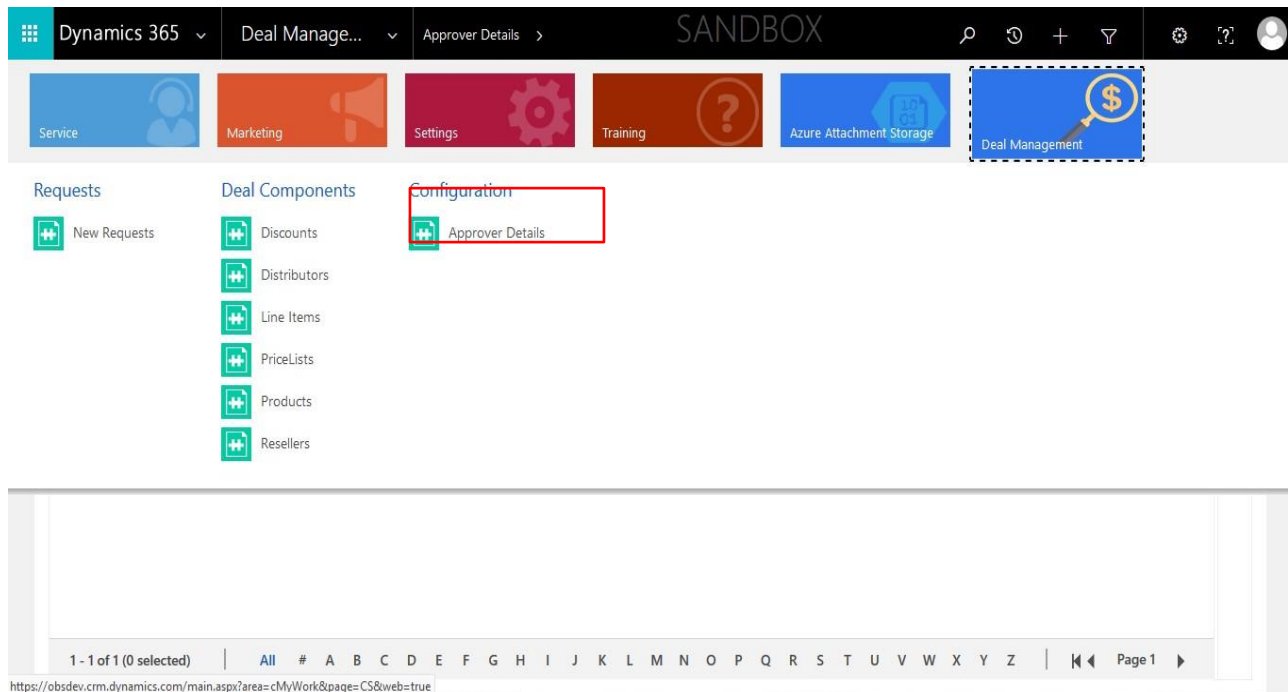 Dynamics 365 Deal Manage... Approver Details > SANDBOX [?]
Service Marketing Settings Training Azure Attachment Storage Deal Management
Requests Deal Components Configuration
New Requests Discounts Approver Details
Distributors
Line Items
PriceLists
Products
Resellers
1 - 1 of 1 (0 selected) All # A B C D E F G H I J K L M N O P Q R S T U V W X Y Z Page 1
https://obsdev.crm.dynamics.com/main.aspx?area=cMyWork&page=CS&web=true